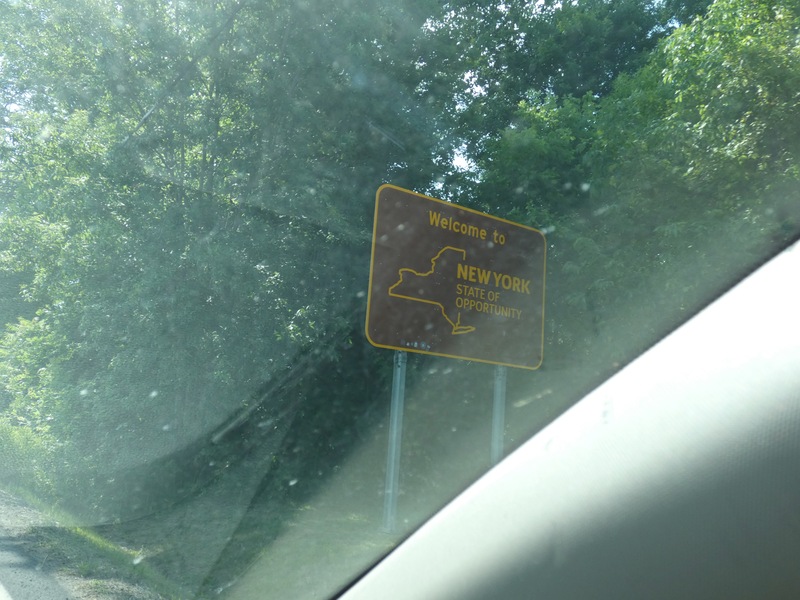 Welcome to
NEW YORK
STATE OF
OPPORTUNITY